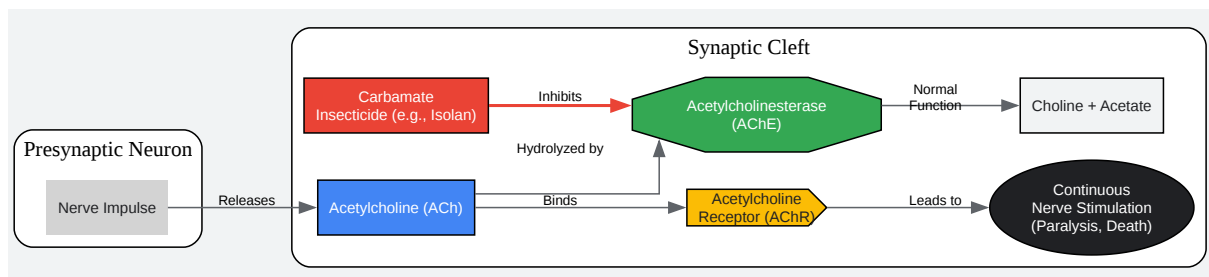 Synaptic Cleft
Carbamate
Insecticide (e.g., Isolan)
Inhibits
Acetylcholinesterase
(AChE)
Normal
Function
Choline + Acetate
Presynaptic Neuron
Nerve Impulse
Releases
Hydrolyzed by
Acetylcholine (ACh)
Binds
Acetylcholine
Receptor (AChR)
Leads to
Continuous
Nerve Stimulation
(Paralysis, Death)